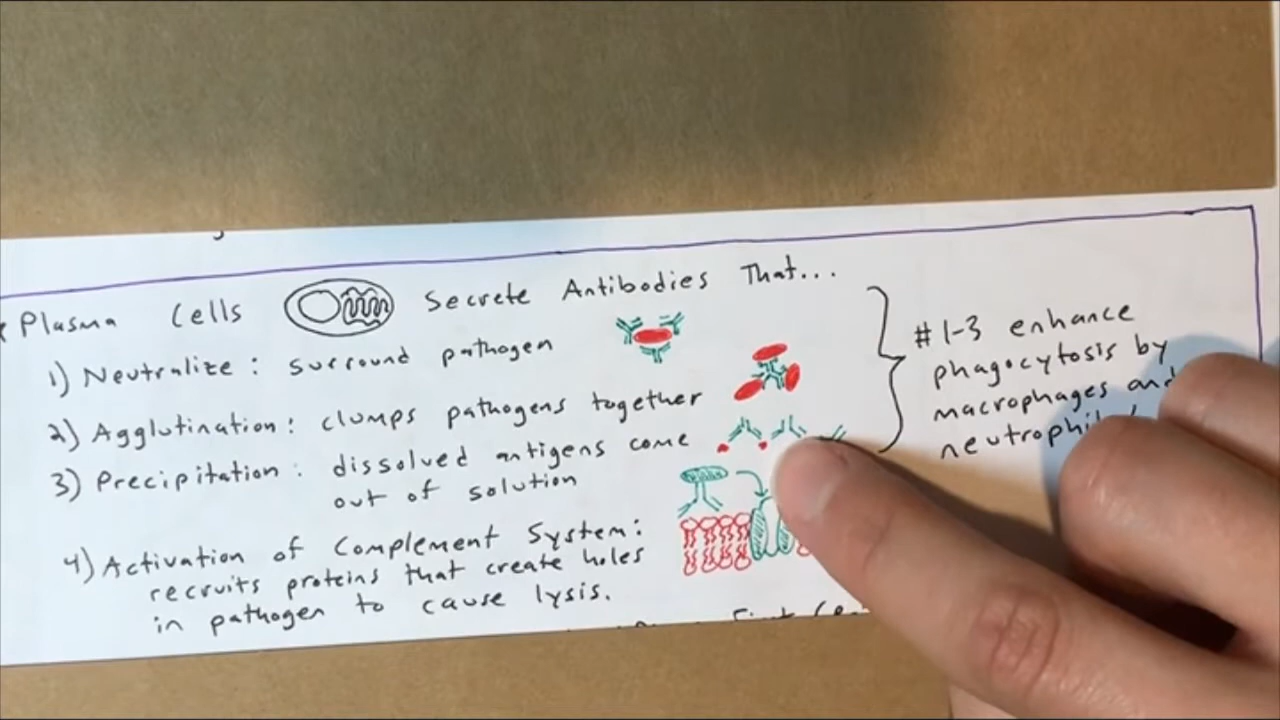 Plasma Cells Secrete Antibodies That...
1) Neutralize: surround pathogen
2) Agglutination: clumps pathogens together
3) Precipitation: dissolved antigens come
out of solution
4) Activation of Complement System:
recruits proteins that create holes
in pathogen to cause lysis.
#1-3 enhance
phagocytosis by
macrophages and